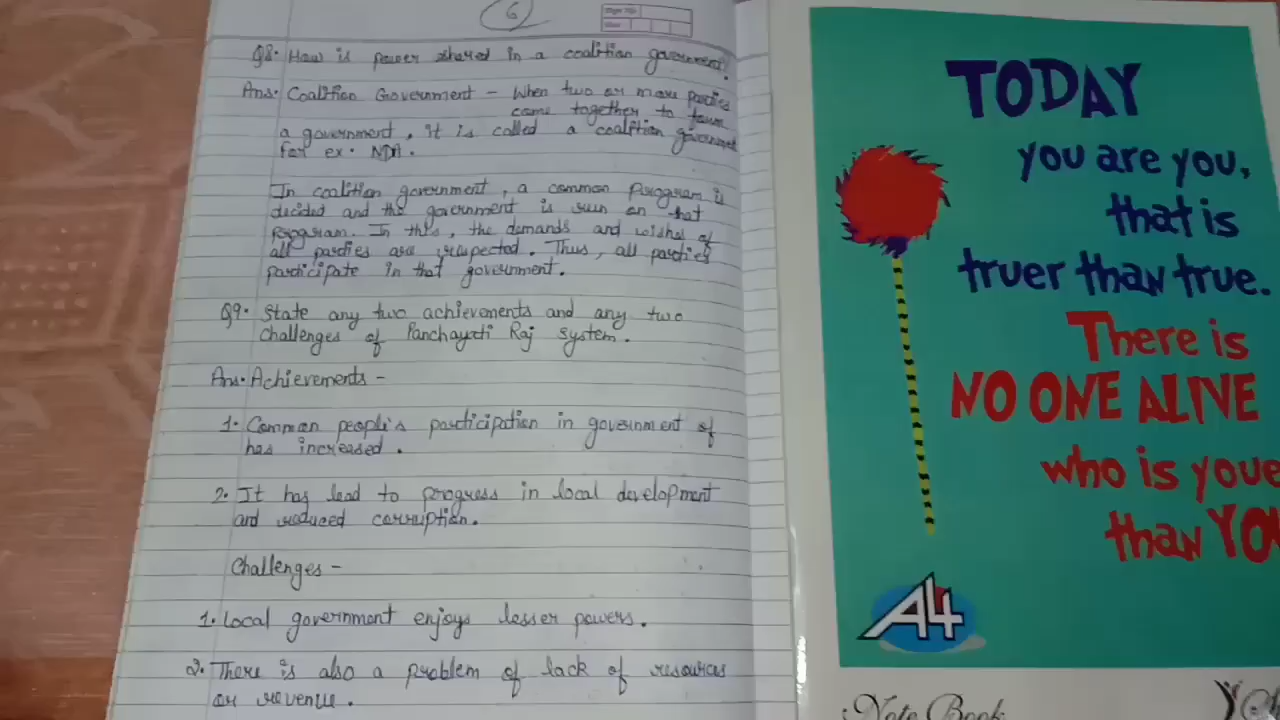 6
Q8. How is power shared in a coalition government.
Ans. Coalition Government - When two or more parties
come together to form
a government, it is called a coalition government
for ex. NDA.
In coalition government, a common program is
decided and the government is run on that
program. In this, the demands and wishes of
all parties are respected. Thus, all parties
participate in that government.
Q9. State any two achievements and any two
challenges of Panchayati Raj system.
Ans. Achievements -
1. Common people's participation in government of
has increased.
2. It has lead to progress in local development
and reduced corruption.
Challenges -
1. Local government enjoys lesser powers.
2. There is also a problem of lack of resources
or revenue.
TODAY
you are you,
that is
truer than true.
There is
NO ONE ALIVE
who is youe
than YO
A4
Note Book